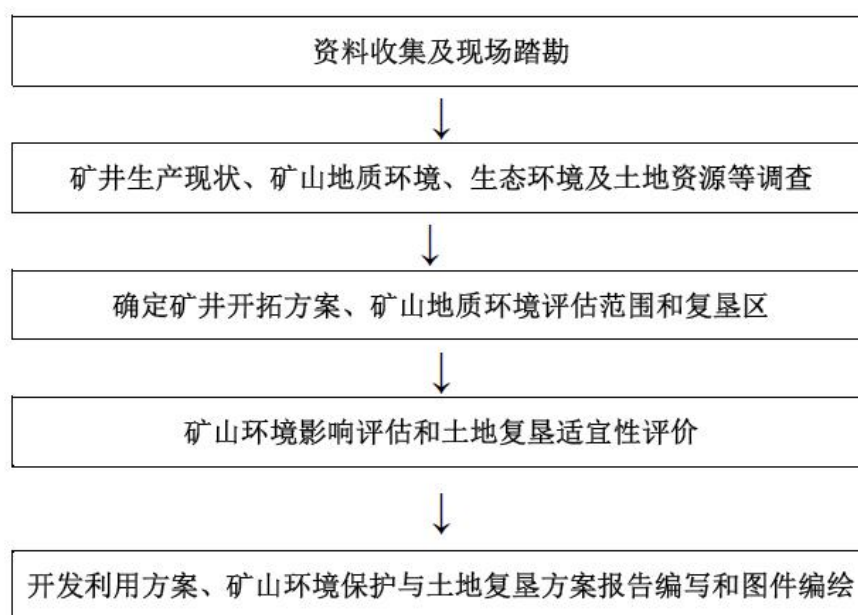 资料收集及现场踏勘
矿井生产现状、矿山地质环境、生态环境及土地资源等调查
确定矿井开拓方案、矿山地质环境评估范围和复垦区
矿山环境影响评估和土地复垦适宜性评价
开发利用方案、矿山环境保护与土地复垦方案报告编写和图件编绘